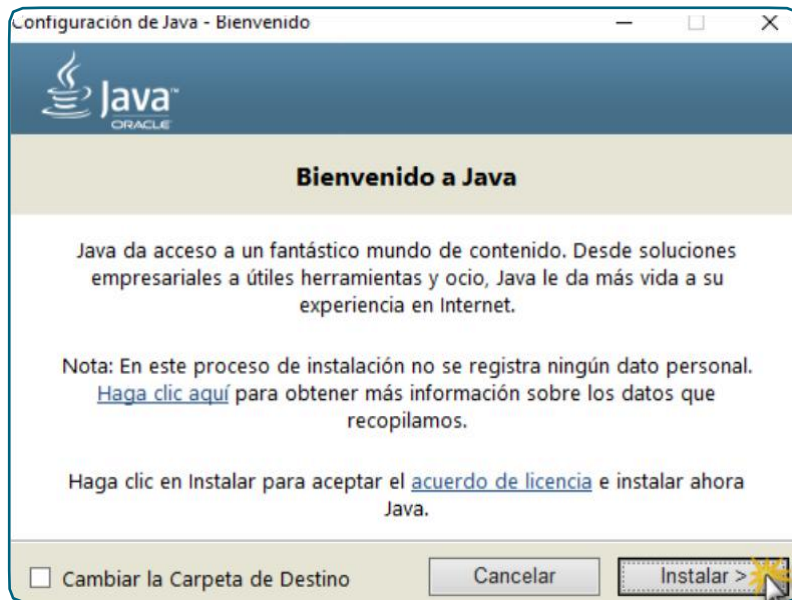 Configuración de Java - Bienvenido
Java™
ORACLE
Bienvenido a Java
Java da acceso a un fantástico mundo de contenido. Desde soluciones
empresariales a útiles herramientas y ocio, Java le da más vida a su
experiencia en Internet.
Nota: En este proceso de instalación no se registra ningún dato personal.
Haga clic aquí para obtener más información sobre los datos que
recopilamos.
Haga clic en Instalar para aceptar el acuerdo de licencia e instalar ahora
Java.
Cambiar la Carpeta de Destino
Cancelar
Instalar >